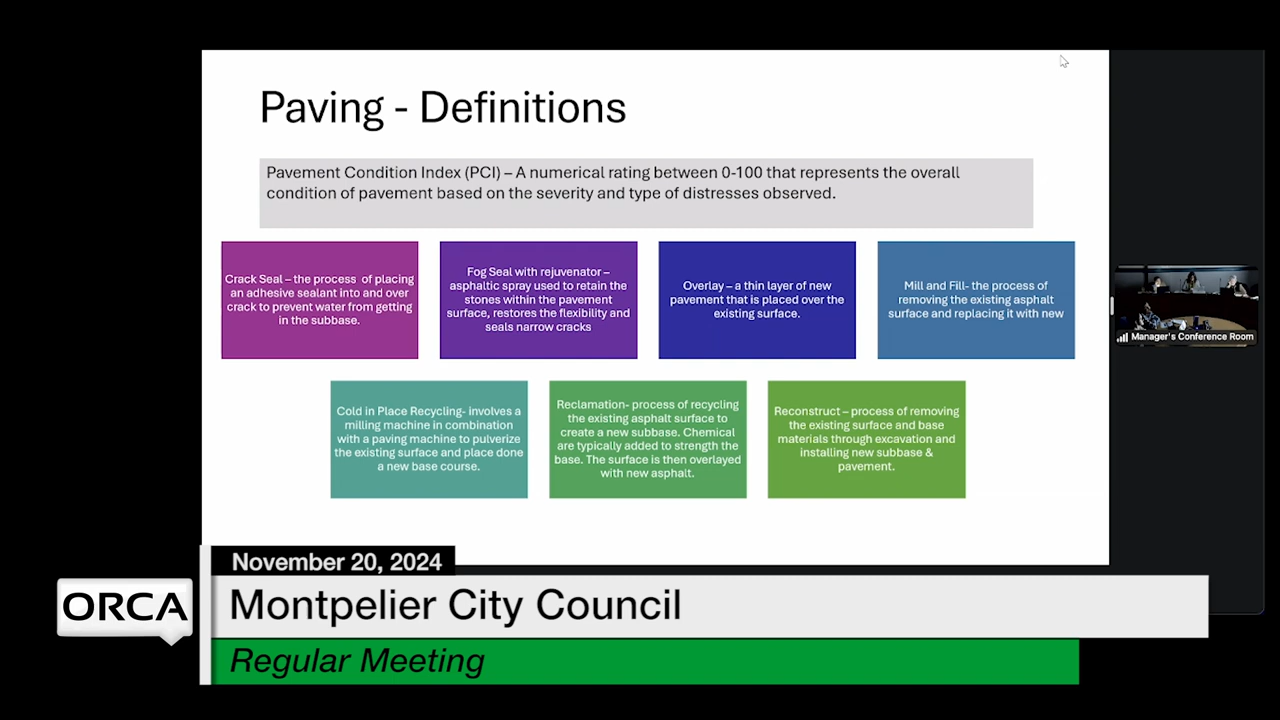 Paving - Definitions
Pavement Condition Index (PCI) – A numerical rating between 0-100 that represents the overall
condition of pavement based on the severity and type of distresses observed.
Crack Seal – the process of placing
an adhesive sealant into and over
crack to prevent water from getting
in the subbase.
Fog Seal with rejuvenator –
asphaltic spray used to retain the
stones within the pavement
surface, restores the flexibility and
seals narrow cracks
Overlay – a thin layer of new
pavement that is placed over the
existing surface.
Mill and Fill- the process of
removing the existing asphalt
surface and replacing it with new
Manager's Conference Room
Cold in Place Recycling- involves a
milling machine in combination
with a paving machine to pulverize
the existing surface and place done
a new base course.
Reclamation- process of recycling
the existing asphalt surface to
create a new subbase. Chemical
are typically added to strength the
base. The surface is then overlayed
with new asphalt.
Reconstruct – process of removing
the existing surface and base
materials through excavation and
installing new subbase &
pavement.
November 20, 2024
ORCA
Montpelier City Council
Regular Meeting